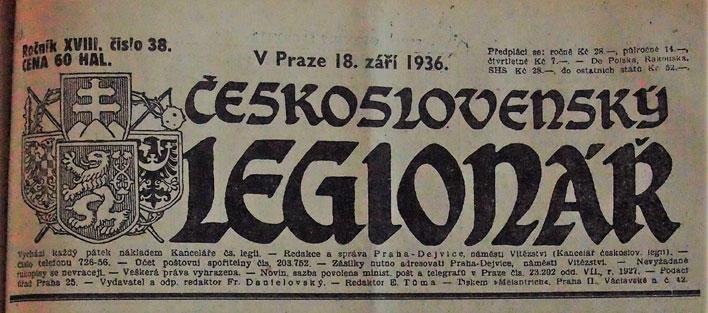 Ročník XVIII. číslo 38.
CENA 60 HAL.
V Praze 18. září 1936.
Předplácí se: ročně Kč 28.—, půlročně 14.—,
čtvrtletně Kč 7.—. — Do Polska, Rakouska,
SHS Kč 28.—, do ostatních států Kč 52.—.
ČESKOSLOVENSKÝ
LEGIONÁŘ
Vychází každý pátek nákladem Kanceláře čs. legií. — Redakce a správa Praha-Dejvice, náměstí Vítězství (Kancelář českoslov. legií). —
číslo telefonu 726-56. — Účet poštovní spořitelny čís. 203.752. — Zásilky nutno adresovati Praha-Dejvice, náměstí Vítězství. — Nevyžádané
rukopisy se nevracejí. — Veškerá práva vyhrazena. — Novin. sazba povolena minist. pošt a telegrafů v Praze čís. 23.202 odd. VII., r. 1927. — Podací
úřad Praha 25. — Vydavatel a odp. redaktor Fr. Danielovský. — Redaktor E. Tůma — Tiskem »Melantricha«, Praha II., Václavské n. č. 42.